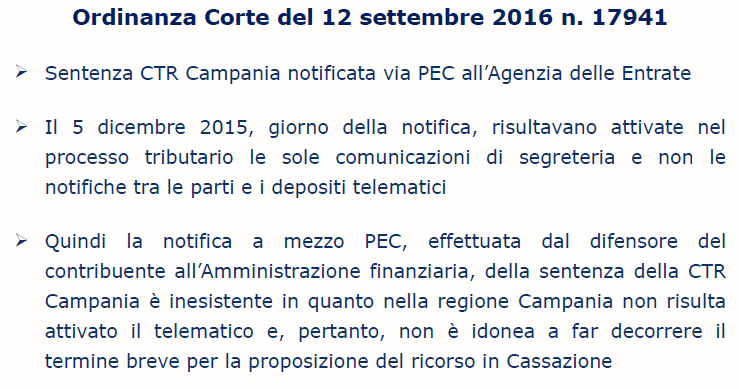 Ordinanza Corte del 12 settembre 2016 n. 17941
➢ Sentenza CTR Campania notificata via PEC all’Agenzia delle Entrate
➢ Il 5 dicembre 2015, giorno della notifica, risultavano attivate nel
processo tributario le sole comunicazioni di segreteria e non le
notifiche tra le parti e i depositi telematici
➢ Quindi la notifica a mezzo PEC, effettuata dal difensore del
contribuente all’Amministrazione finanziaria, della sentenza della CTR
Campania è inesistente in quanto nella regione Campania non risulta
attivato il telematico e, pertanto, non è idonea a far decorrere il
termine breve per la proposizione del ricorso in Cassazione